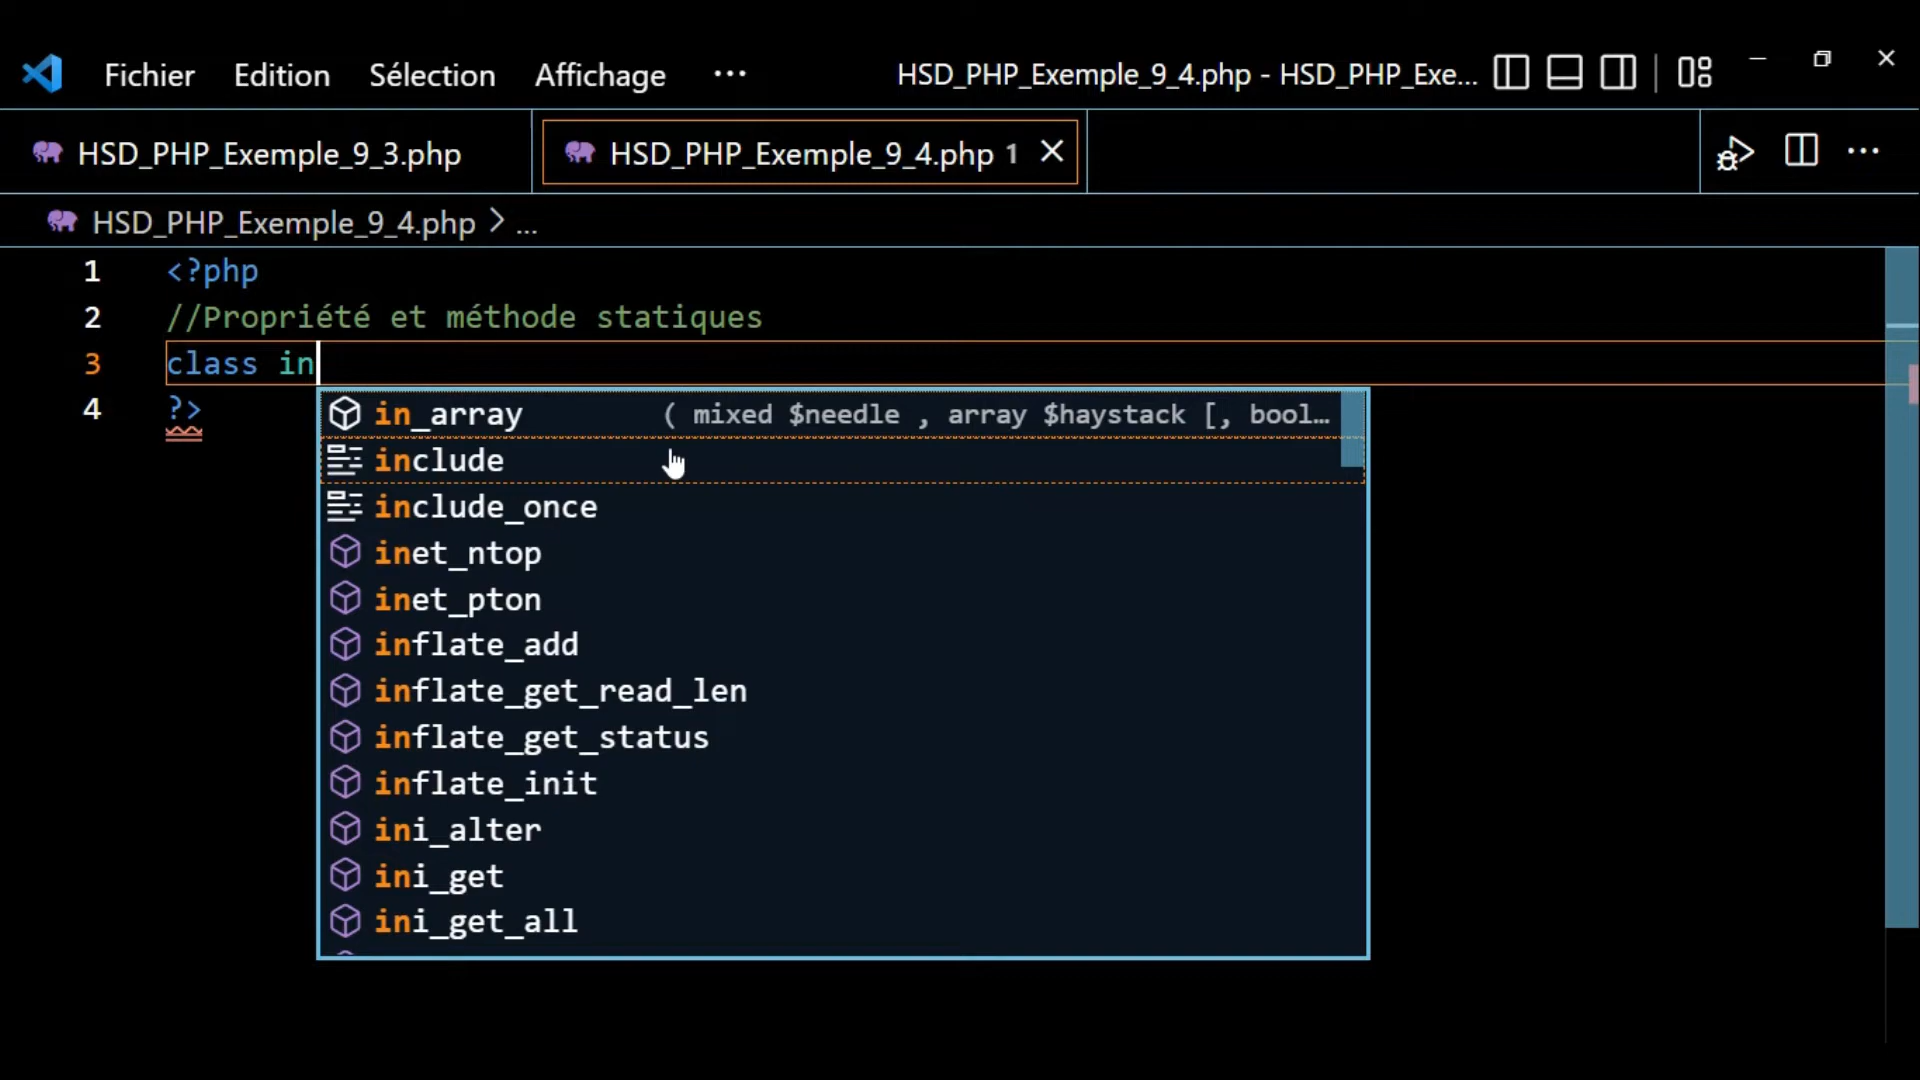 Fichier Edition Sélection Affichage ··· HSD_PHP_Exemple_9_4.php - HSD_PHP_Exe...
HSD_PHP_Exemple_9_3.php HSD_PHP_Exemple_9_4.php 1
HSD_PHP_Exemple_9_4.php > ...
1 <?php
2 //Propriété et méthode statiques
3 class in
4 ?>
in_array ( mixed $needle , array $haystack [, bool...
include
include_once
inet_ntop
inet_pton
inflate_add
inflate_get_read_len
inflate_get_status
inflate_init
ini_alter
ini_get
ini_get_all